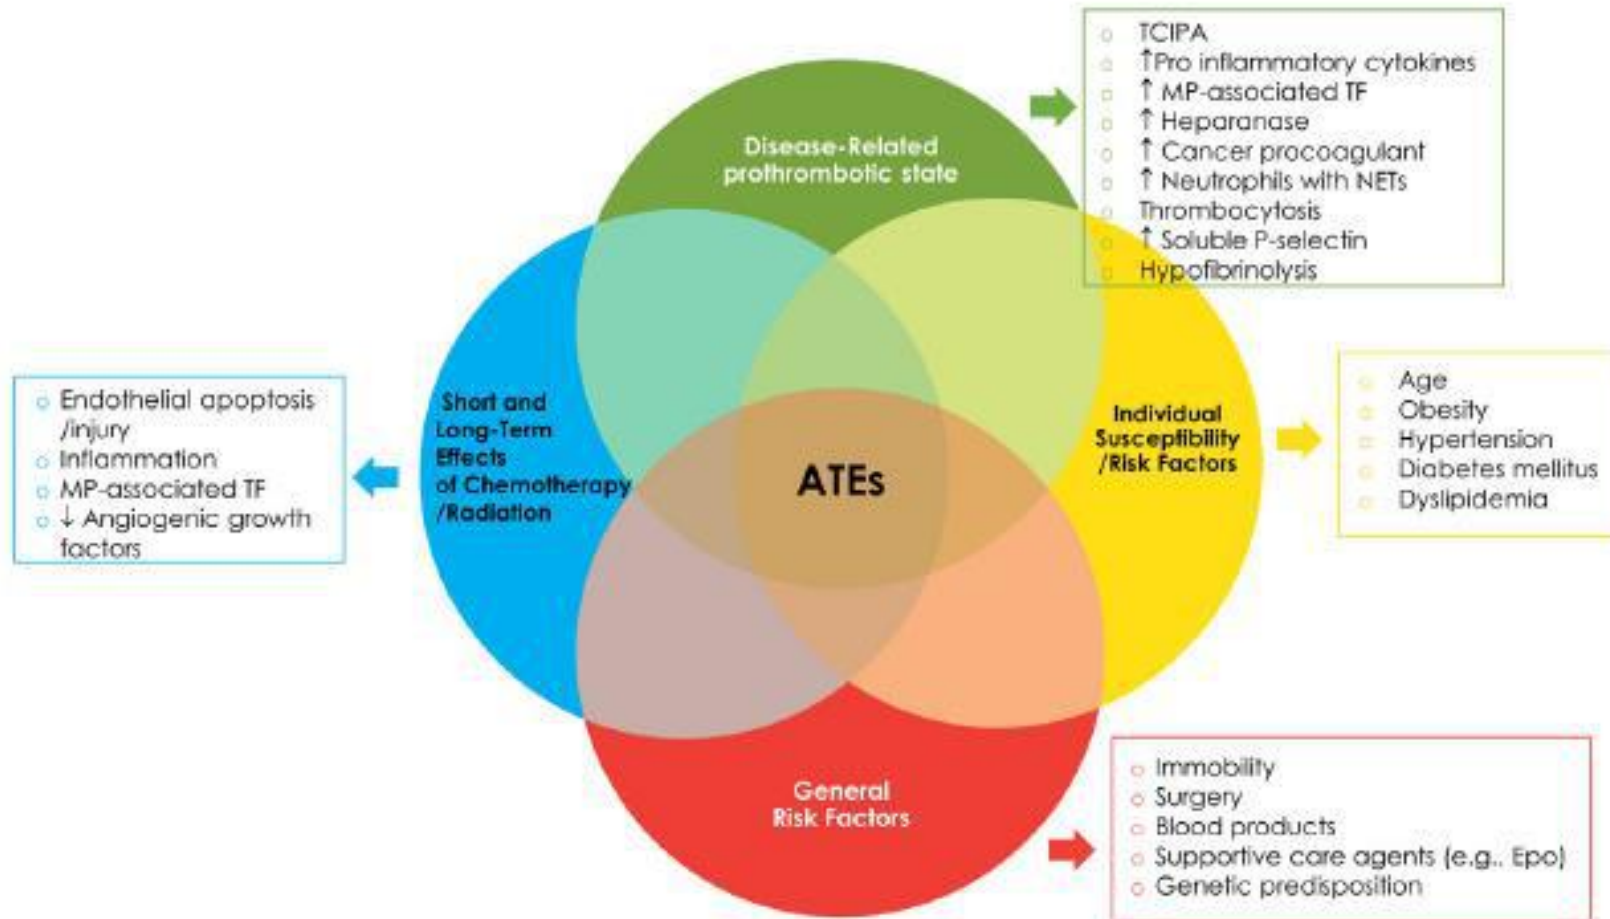 TCIPA
↑Pro inflammatory cytokines
↑ MP-associated TF
↑ Heparanase
↑ Cancer procoagulant
↑ Neutrophils with NETs
Thrombocytosis
↑ Soluble P-selectin
Hypofibrinolysis
Disease-Related
prothrombotic state
Endothelial apoptosis
/injury
Inflammation
MP-associated TF
↓ Angiogenic growth
factors
Short and
Long-Term
Effects
of Chemotherapy
/Radiation
ATEs
Individual
Susceptibility
/Risk Factors
Age
Obesity
Hypertension
Diabetes mellitus
Dyslipidemia
General
Risk Factors
Immobility
Surgery
Blood products
Supportive care agents (e.g., Epo)
Genetic predisposition